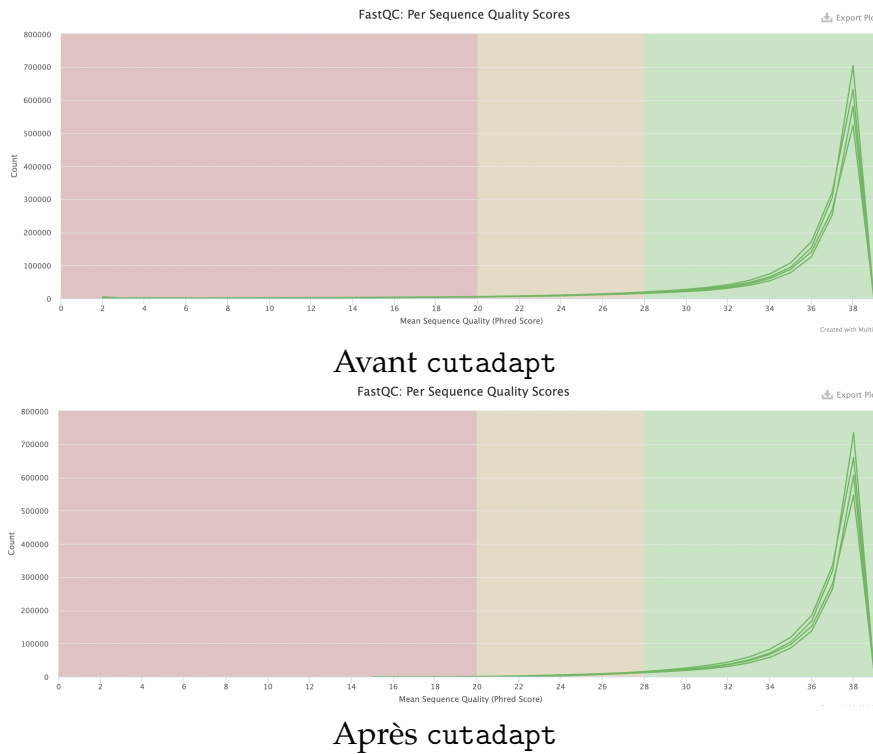 FastQC: Per Sequence Quality Scores
Export Plo
800000
700000
600000
500000
400000
300000
200000
100000
0
Count
0 2 4 6 8 10 12 14 16 18 20 22 24 26 28 30 32 34 36 38
Mean Sequence Quality (Phred Score)
Created with Multi
Avant cutadapt
FastQC: Per Sequence Quality Scores
Export Plo
800000
700000
600000
500000
400000
300000
200000
100000
0
Count
0 2 4 6 8 10 12 14 16 18 20 22 24 26 28 30 32 34 36 38
Mean Sequence Quality (Phred Score)
Après cutadapt